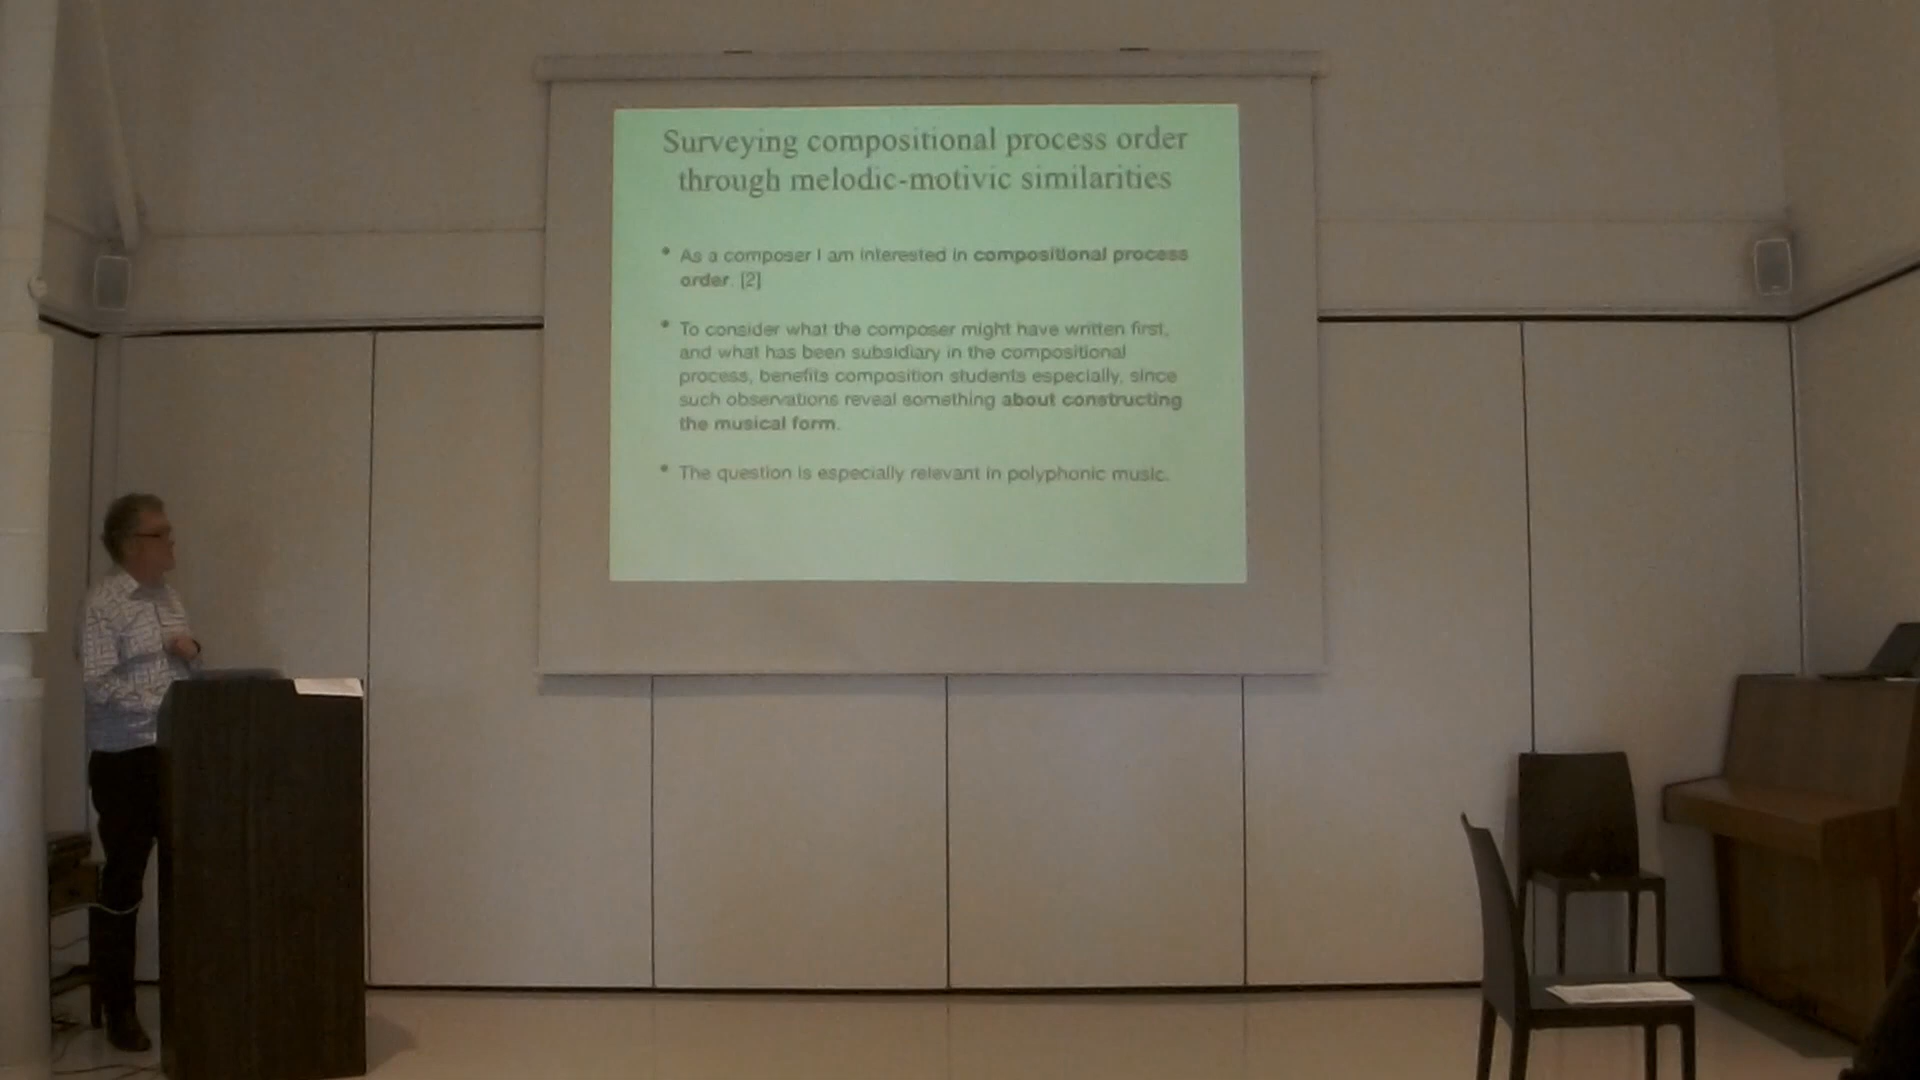 Surveying compositional process order
through melodic-motivic similarities
• As a composer I am interested in compositional process
order. [2]
• To consider what the composer might have written first,
and what has been subsidiary in the compositional
process, benefits composition students especially, since
such observations reveal something about constructing
the musical form.
• The question is especially relevant in polyphonic music.